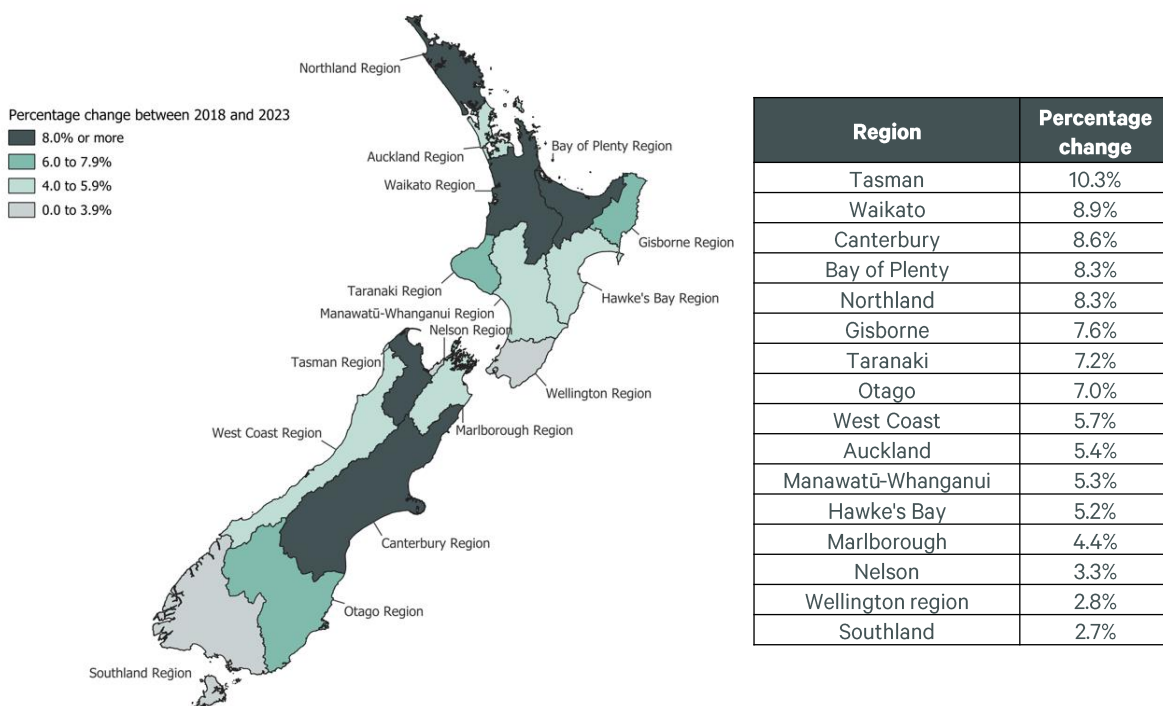 Percentage change between 2018 and 2023
8.0% or more
6.0 to 7.9%
4.0 to 5.9%
0.0 to 3.9%
Northland Region
Auckland Region
Bay of Plenty Region
Waikato Region
Gisborne Region
Taranaki Region
Hawke's Bay Region
Manawatū-Whanganui Region
Nelson Region
Tasman Region
Wellington Region
West Coast Region
Marlborough Region
Canterbury Region
Otago Region
Southland Region
Region Percentage change
Tasman 10.3%
Waikato 8.9%
Canterbury 8.6%
Bay of Plenty 8.3%
Northland 8.3%
Gisborne 7.6%
Taranaki 7.2%
Otago 7.0%
West Coast 5.7%
Auckland 5.4%
Manawatū-Whanganui 5.3%
Hawke's Bay 5.2%
Marlborough 4.4%
Nelson 3.3%
Wellington region 2.8%
Southland 2.7%